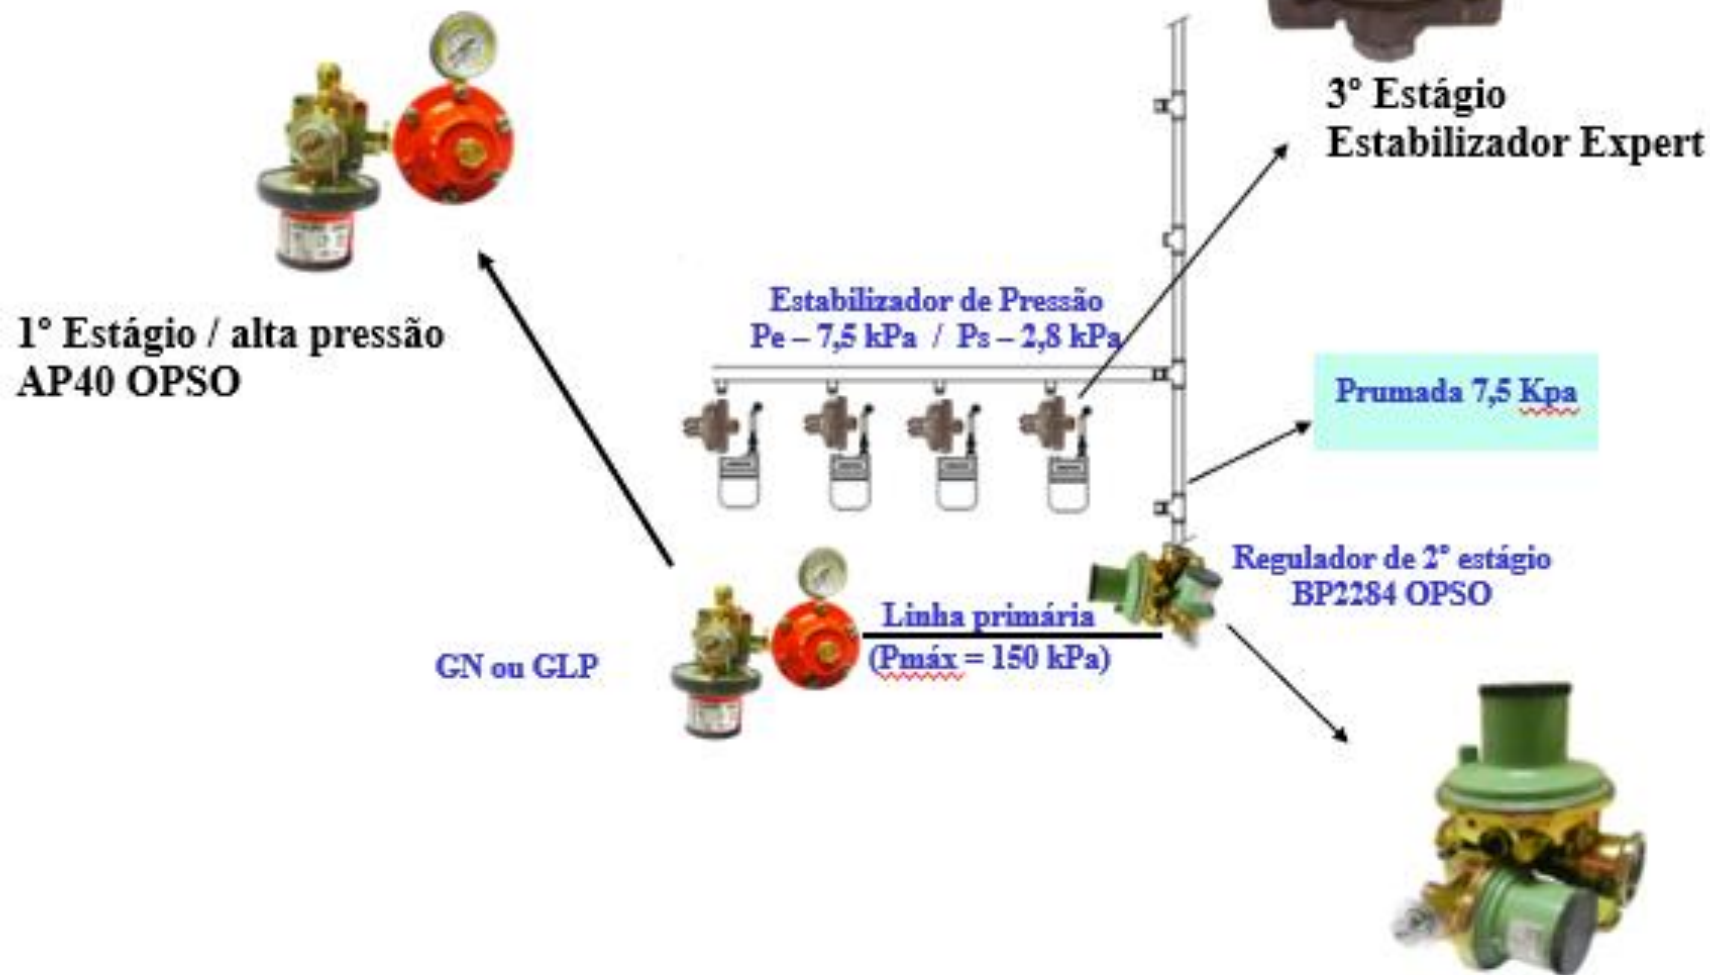 3° Estágio
Estabilizador Expert
1° Estágio / alta pressão
AP40 OPSO
Estabilizador de Pressão
Pe – 7,5 kPa / Ps – 2,8 kPa
Prumada 7,5 Kpa
Regulador de 2° estágio
BP2284 OPSO
Linha primária
(Pmáx = 150 kPa)
GN ou GLP